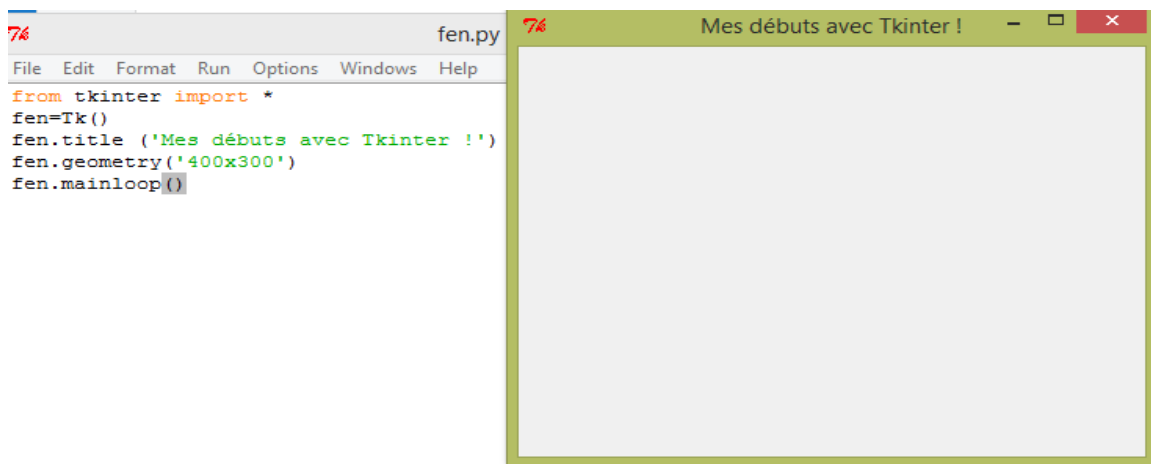 fen.py
File Edit Format Run Options Windows Help
from tkinter import *
fen=Tk()
fen.title ('Mes débuts avec Tkinter !')
fen.geometry('400x300')
fen.mainloop()
Mes débuts avec Tkinter !